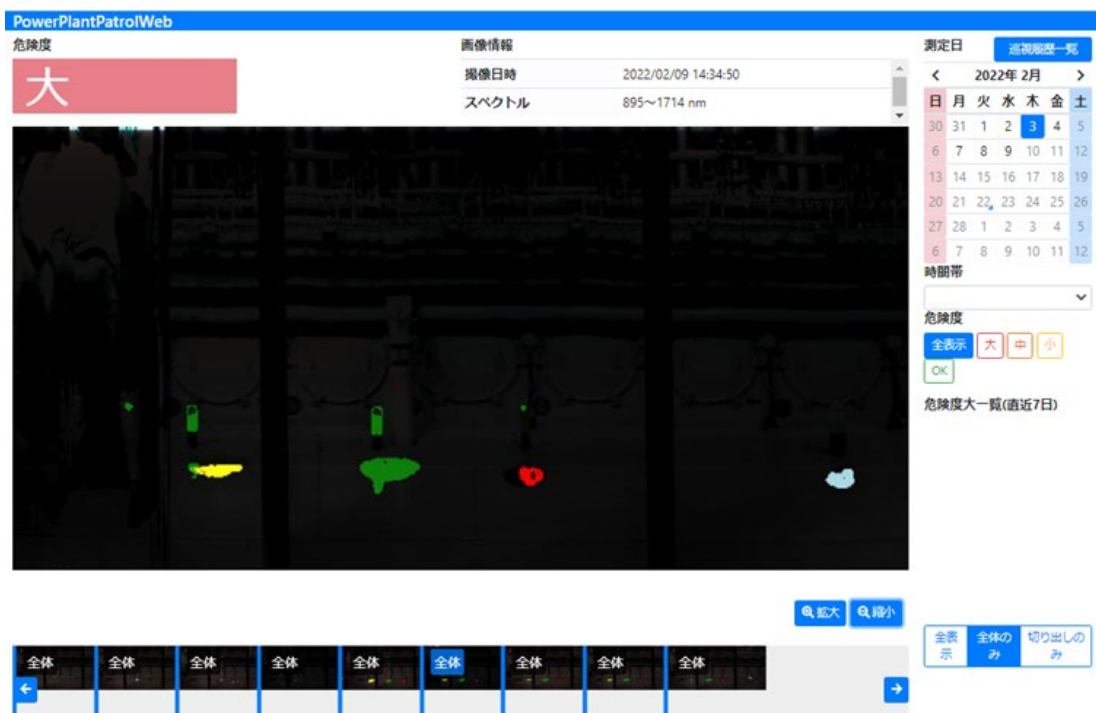 PowerPlantPatrolWeb
危険度
大
画像情報
撮像日時 2022/02/09 14:34:50
スペクトル 895～1714 nm
測定日 巡視履歴一覧
2022年 2月
日 月 火 水 木 金 土
30 31 1 2 3 4 5
6 7 8 9 10 11 12
13 14 15 16 17 18 19
20 21 22 23 24 25 26
27 28 1 2 3 4 5
6 7 8 9 10 11 12
時間帯
危険度
全表示 大 中 小
OK
危険度大一覧(直近7日)
拡大 縮小
全表示 全体のみ 切り出しのみ
全体 全体 全体 全体 全体 全体 全体 全体 全体